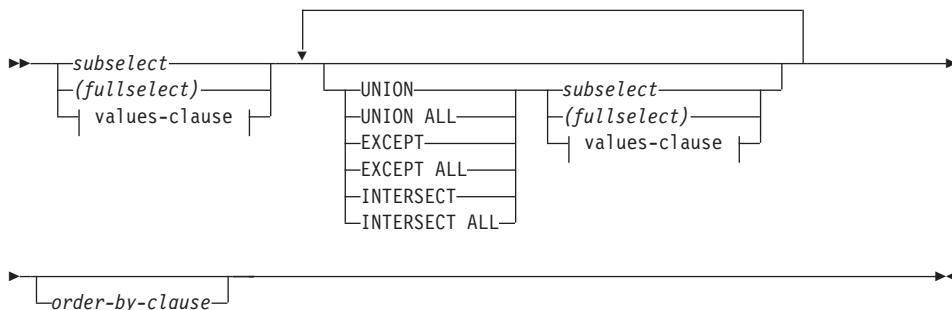 subselect
(fullselect)
values-clause
UNION
UNION ALL
EXCEPT
EXCEPT ALL
INTERSECT
INTERSECT ALL
subselect
(fullselect)
values-clause
order-by-clause